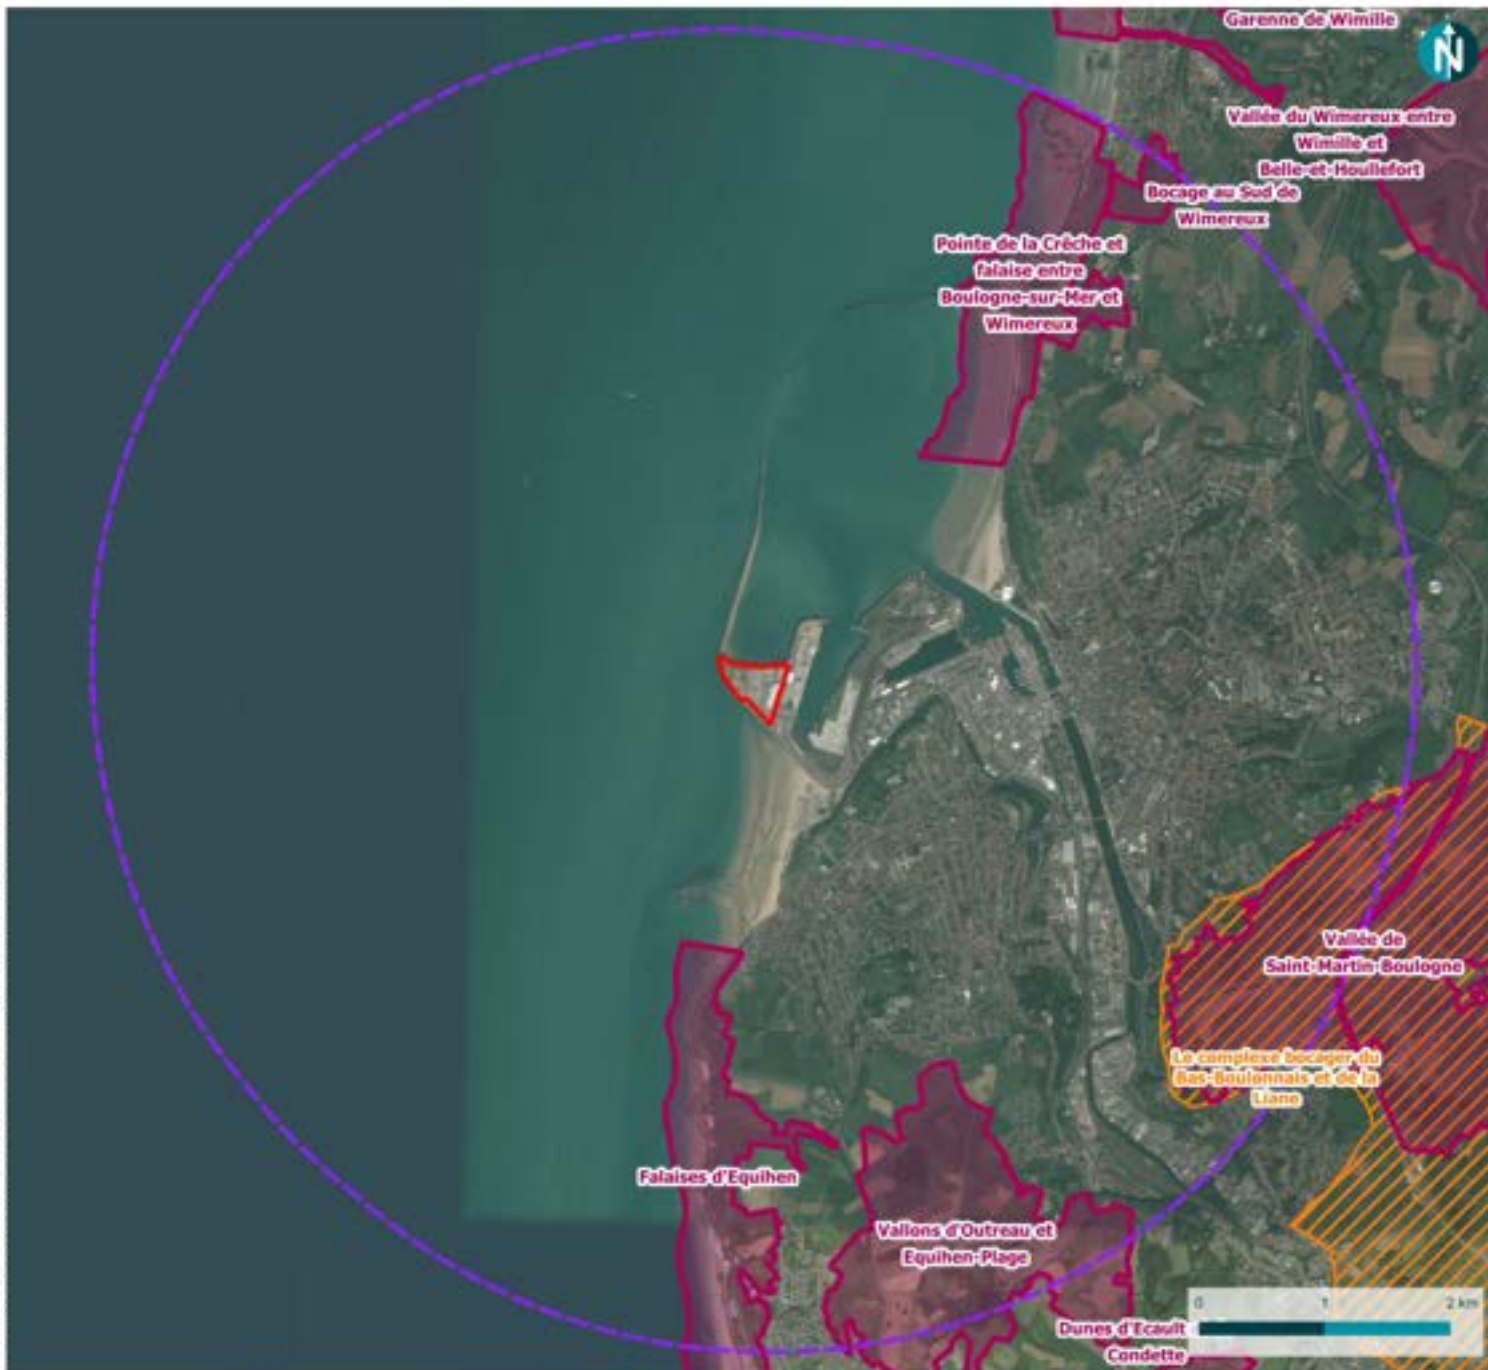 Garenne de Wimille
N
Vallée du Wimereux entre
Wimille et
Belle-et-Houllefort
Bocage au Sud de
Wimereux
Pointe de la Crêche et
falaise entre
Boulogne-sur-Mer et
Wimereux
Vallée de
Saint-Martin-Boulogne
Le complexe bocager du
Bas-Boulonnais et de la
Liane
Falaises d'Equihen
Vallons d'Outreau et
Equihen-Plage
Dunes d'Ecault
Condette
0 1 2 km